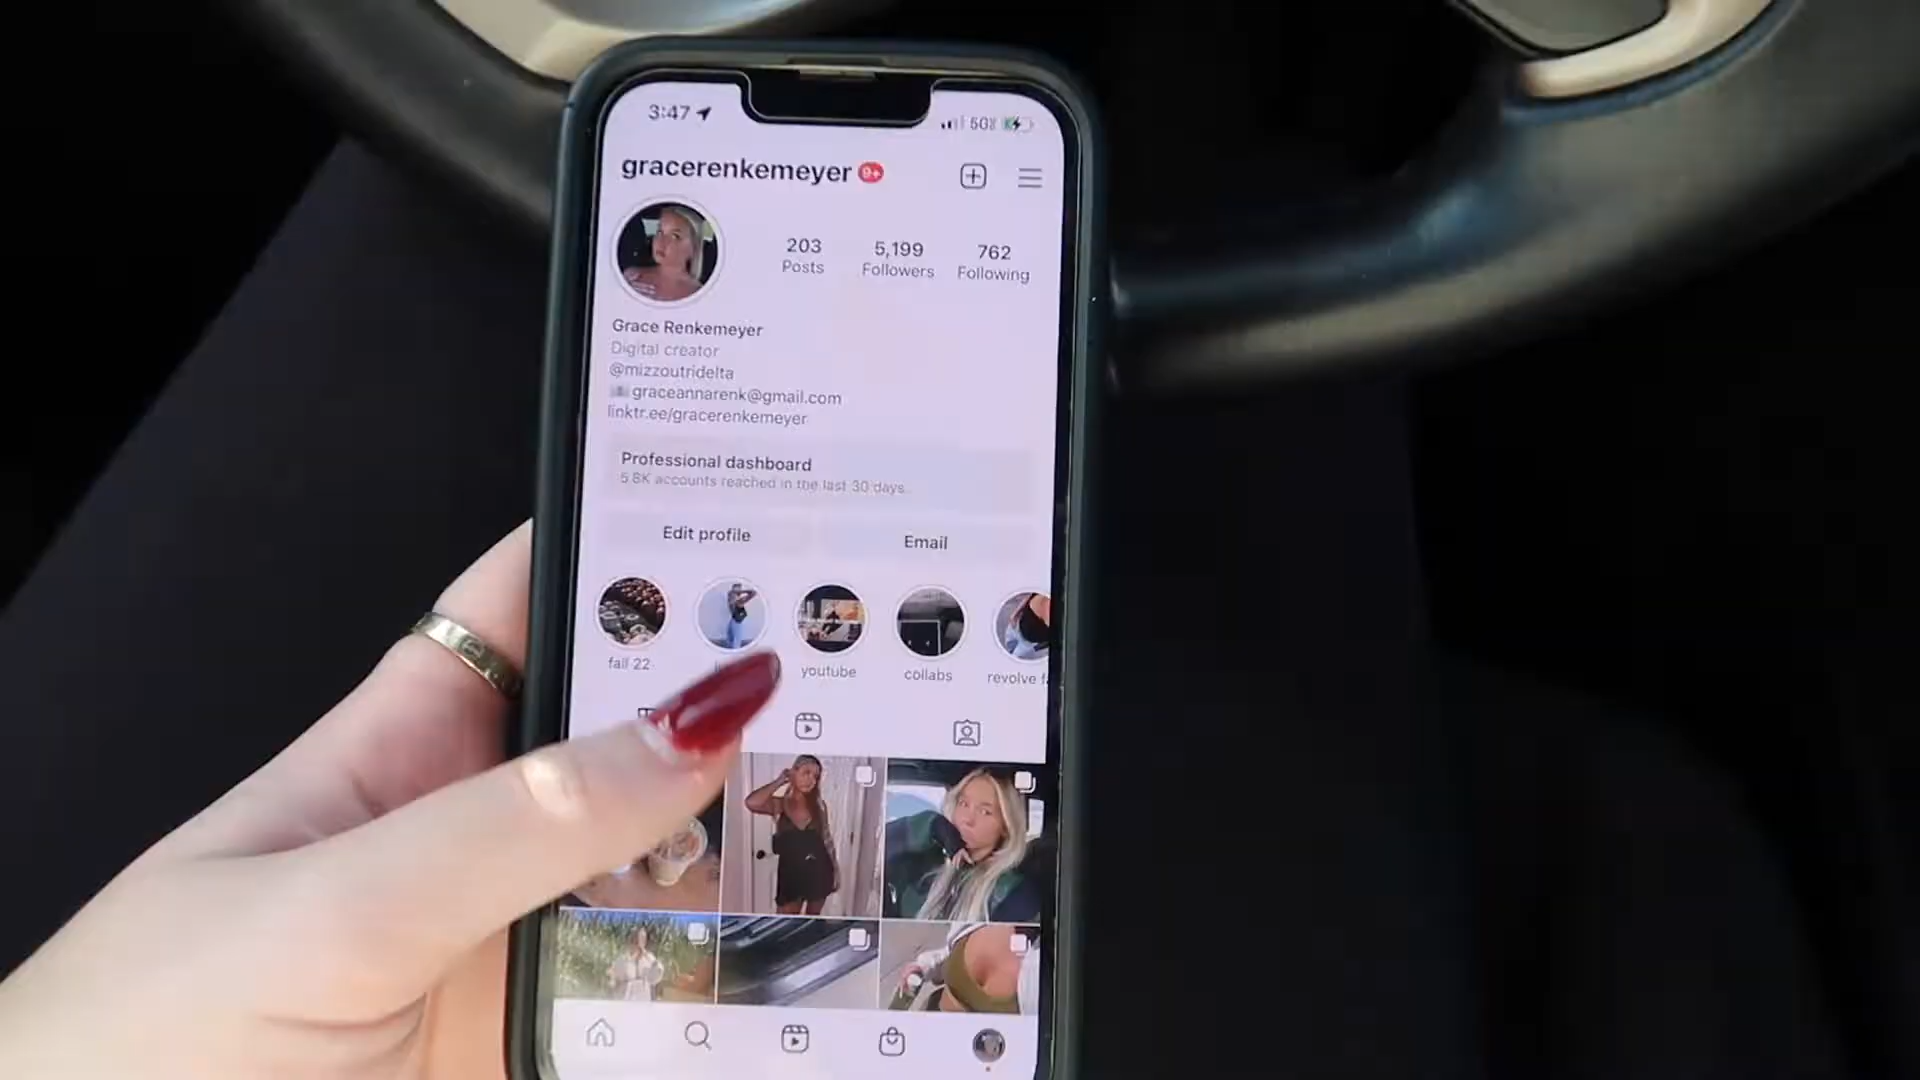 3:47
50%
gracerenkemeyer 9+
203 5,199 762
Posts Followers Following
Grace Renkemeyer
Digital creator
@mizzoutridelta
graceannarenk@gmail.com
linktr.ee/gracerenkemeyer
Professional dashboard
5.8K accounts reached in the last 30 days.
Edit profile Email
fall 22 youtube collabs revolve